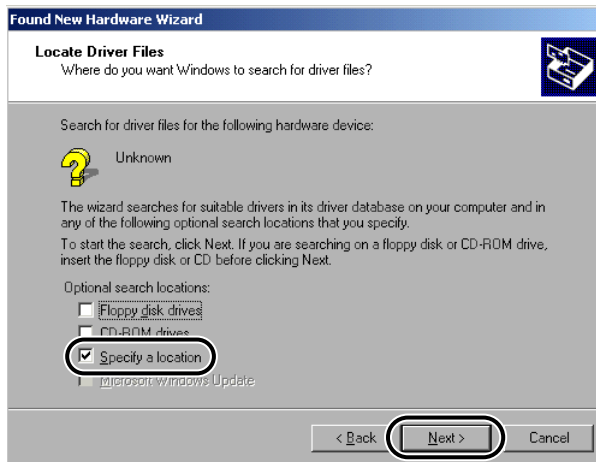 Found New Hardware Wizard
Locate Driver Files
Where do you want Windows to search for driver files?
Search for driver files for the following hardware device:
Unknown
The wizard searches for suitable drivers in its driver database on your computer and in
any of the following optional search locations that you specify.
To start the search, click Next. If you are searching on a floppy disk or CD-ROM drive,
insert the floppy disk or CD before clicking Next.
Optional search locations:
Floppy disk drives
CD-ROM drives
Specify a location
Microsoft Windows Update
< Back Next > Cancel